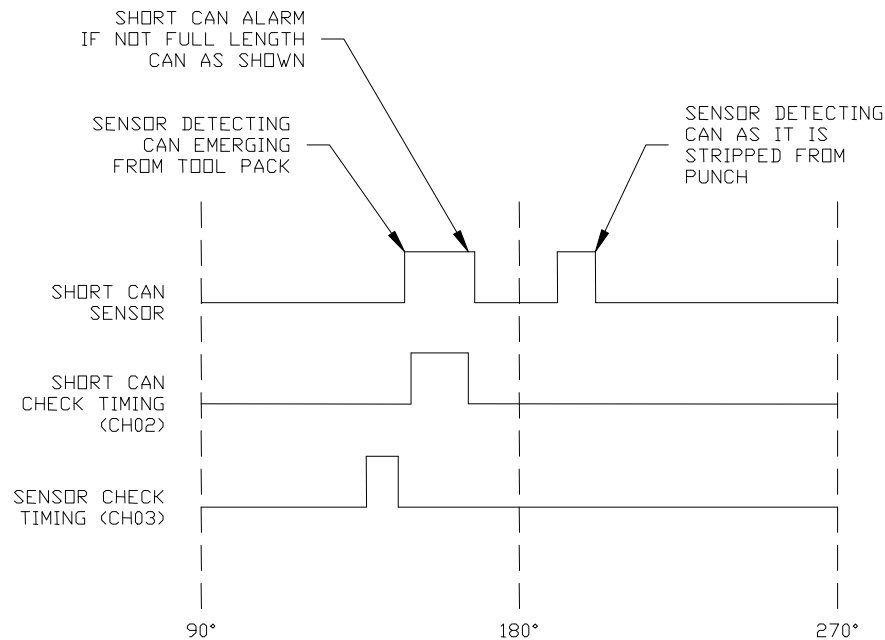 SHORT CAN ALARM
IF NOT FULL LENGTH
CAN AS SHOWN
SENSOR DETECTING
CAN EMERGING
FROM TOOL PACK
SENSOR DETECTING
CAN AS IT IS
STRIPPED FROM
PUNCH
SHORT CAN
SENSOR
SHORT CAN
CHECK TIMING
(CH02)
SENSOR CHECK
TIMING (CH03)
90°
180°
270°